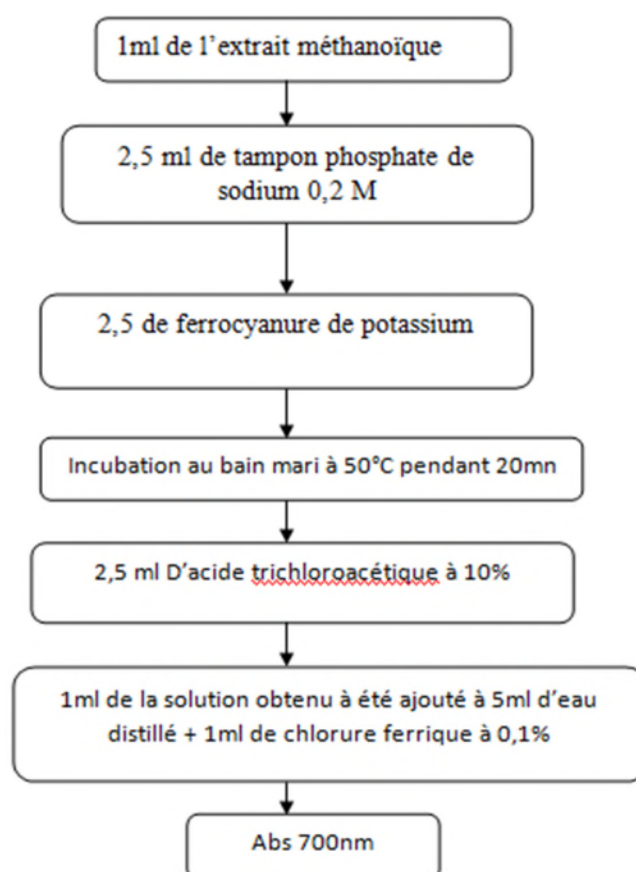 1ml de l’extrait méthanoïque
2,5 ml de tampon phosphate de
sodium 0,2 M
2,5 de ferrocyanure de potassium
Incubation au bain mari à 50°C pendant 20mn
2,5 ml D’acide trichloroacétique à 10%
1ml de la solution obtenu à été ajouté à 5ml d’eau
distillé + 1ml de chlorure ferrique à 0,1%
Abs 700nm